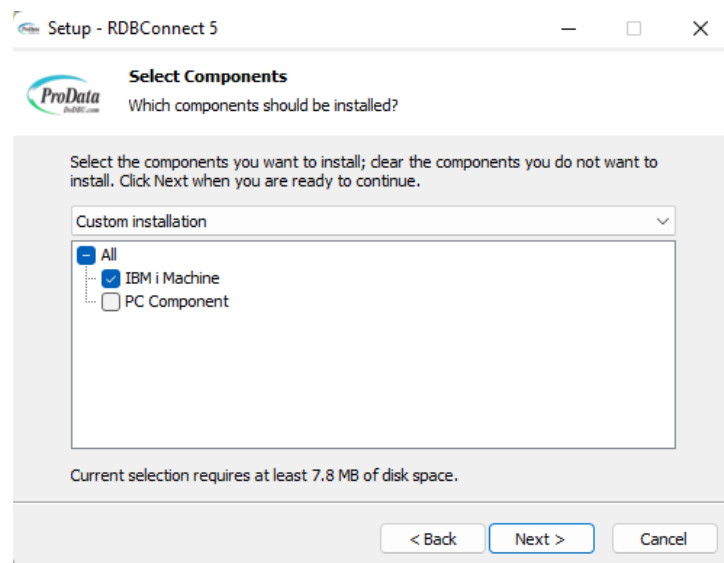 Setup - RDBConnect 5
ProData
DoDBC.com
Select Components
Which components should be installed?
Select the components you want to install; clear the components you do not want to
install. Click Next when you are ready to continue.
Custom installation
All
IBM i Machine
PC Component
Current selection requires at least 7.8 MB of disk space.
< Back
Next >
Cancel